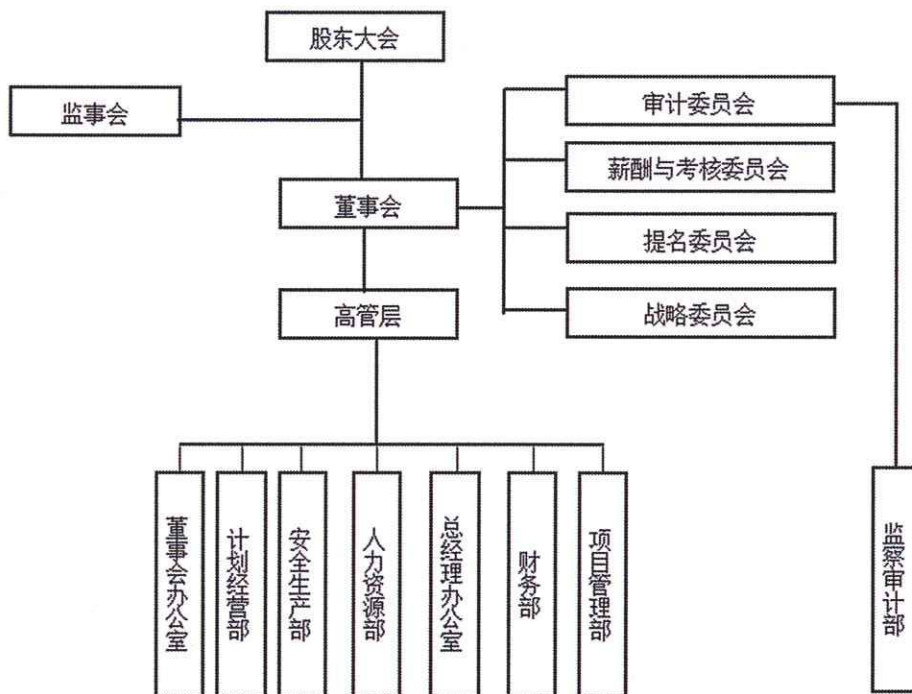 股东大会
监事会
审计委员会
薪酬与考核委员会
董事会
提名委员会
高管层
战略委员会
董事会办公室
计划经营部
安全生产部
人力资源部
总经理办公室
财务部
项目管理部
监察审计部